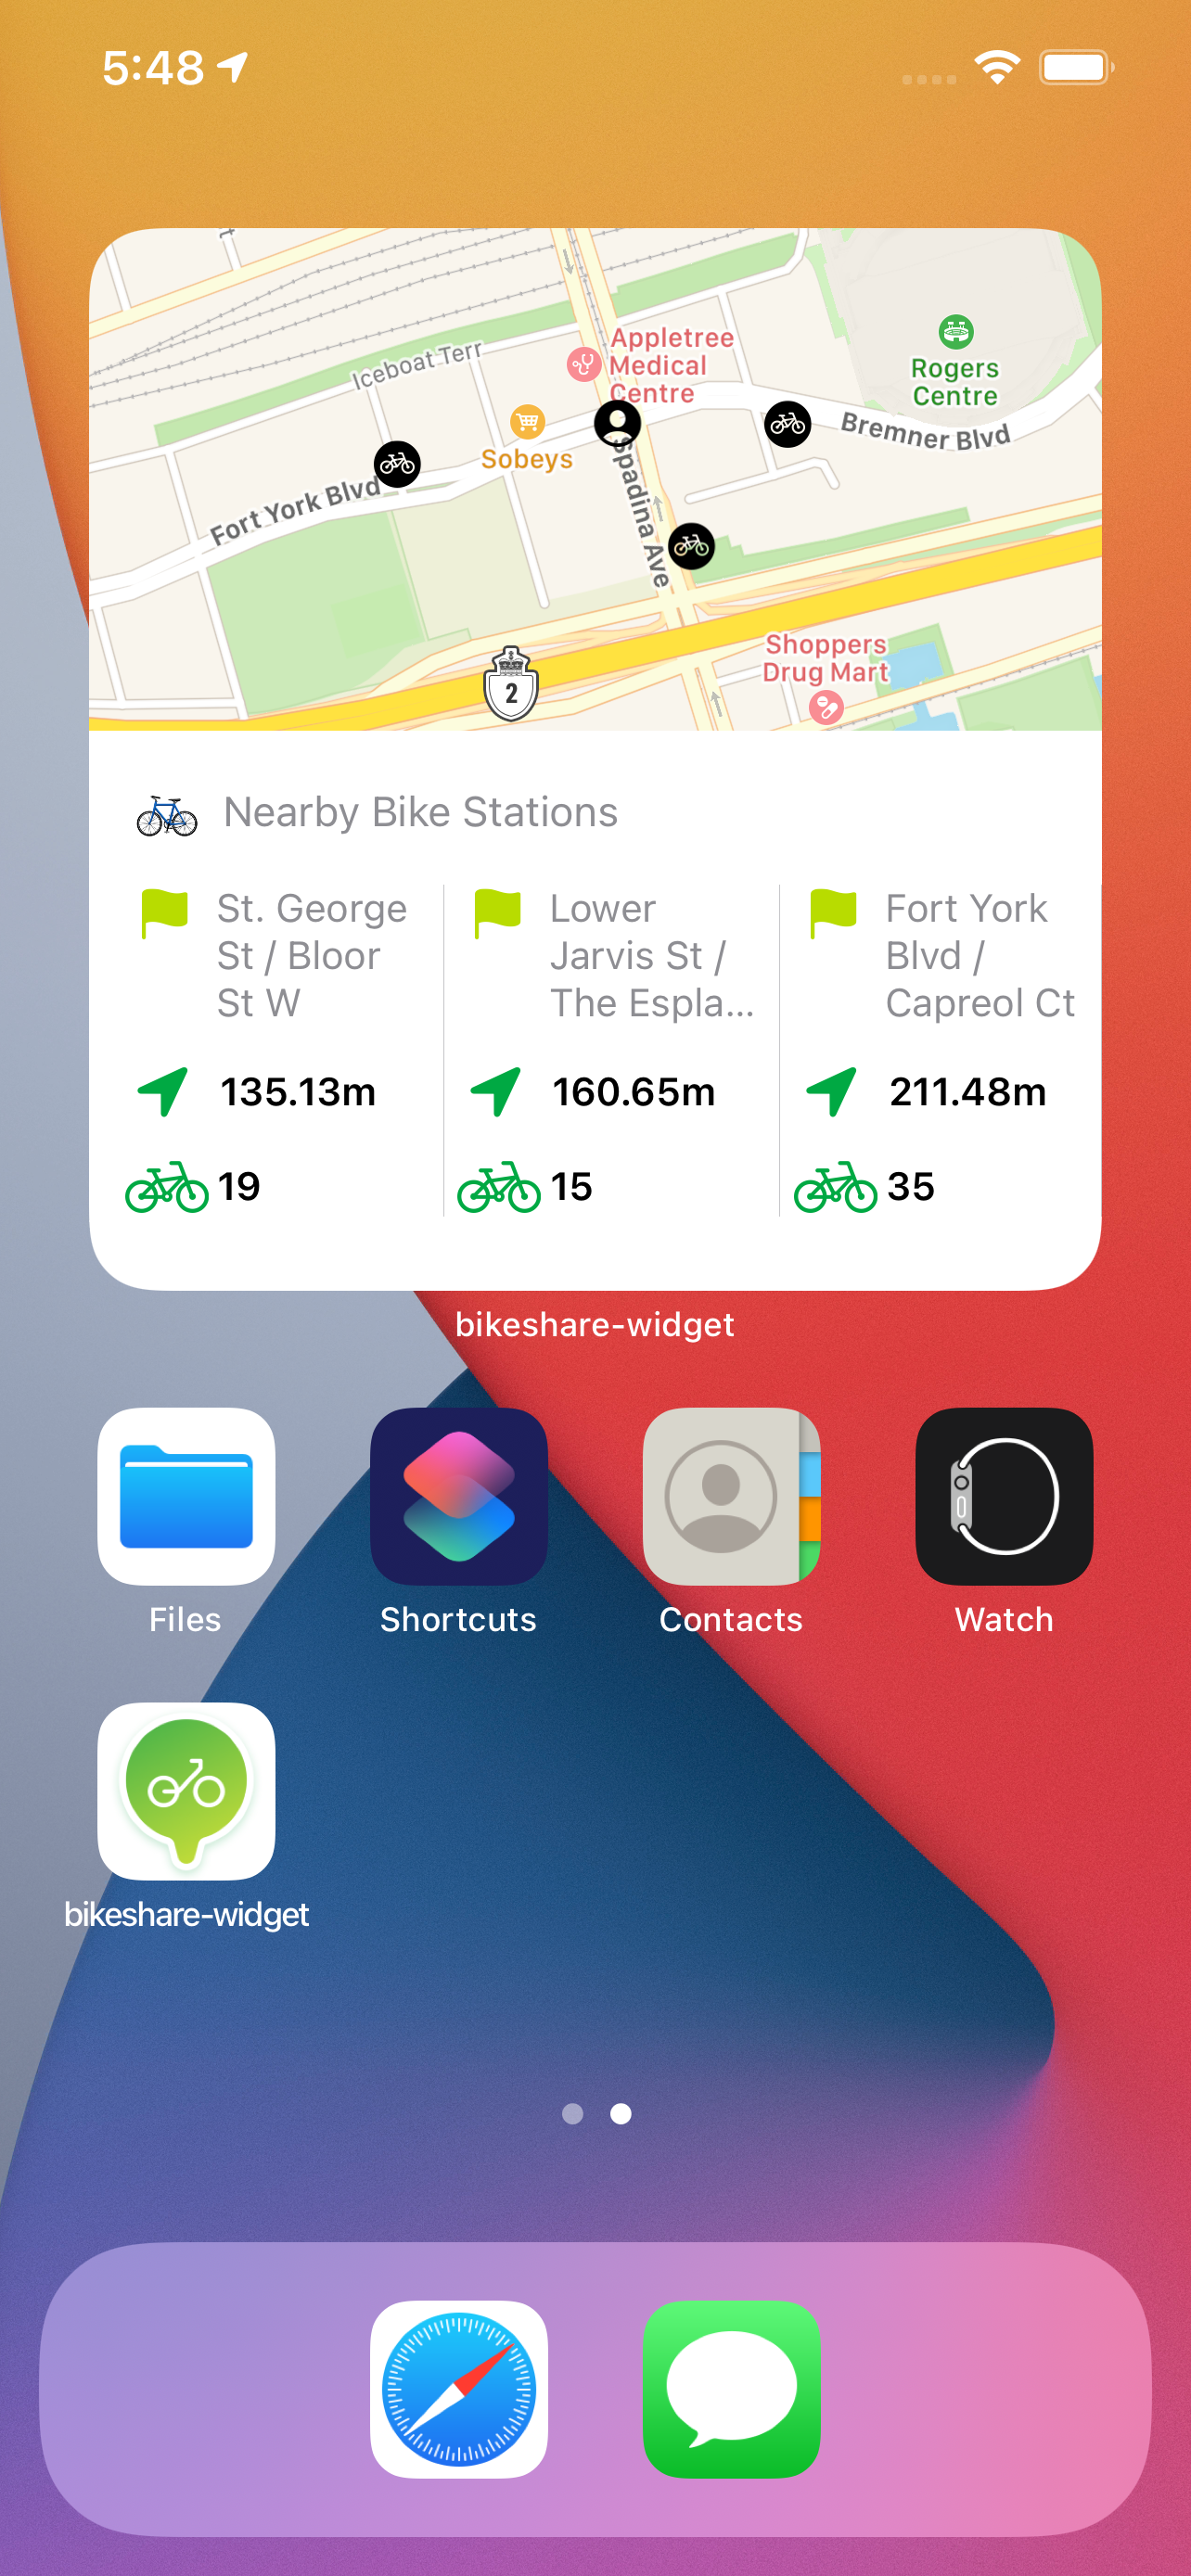 5:48
Iceboat Terr
Appletree
Medical
Centre
Rogers
Centre
Sobeys
Bremner Blvd
Fort York Blvd
Spadina Ave
Shoppers
Drug Mart
2
Nearby Bike Stations
St. George
St / Bloor
St W
Lower
Jarvis St /
The Espla...
Fort York
Blvd /
Capreol Ct
135.13m
160.65m
211.48m
19
15
35
bikeshare-widget
Files
Shortcuts
Contacts
Watch
bikeshare-widget